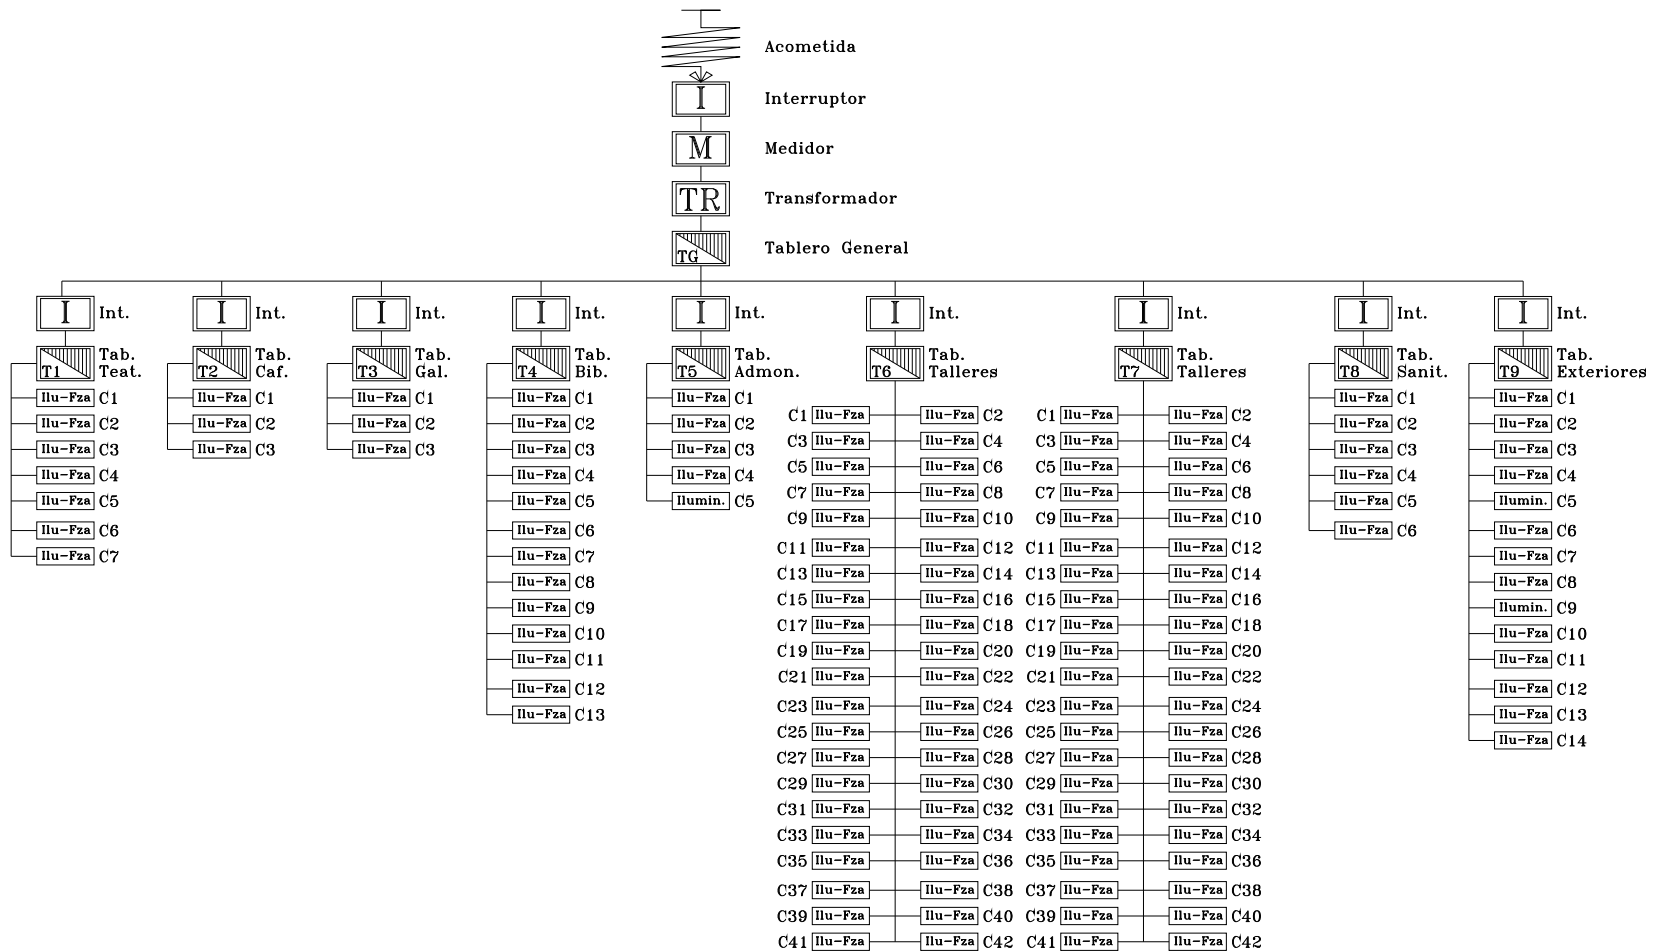 Acometida
I Interruptor
M Medidor
TR Transformador
TG Tablero General
I Int. I Int. I Int. I Int. I Int. I Int. I Int. I Int. I Int.
Tab. Tab. Tab. Tab. Tab. Tab. Tab. Tab. Tab.
T1 Teat. T2 Caf. T3 Gal. T4 Bib. T5 Admon. T6 Talleres T7 Talleres T8 Sanit. T9 Exteriores
Ilu-Fza C1 Ilu-Fza C1 Ilu-Fza C1 Ilu-Fza C1 Ilu-Fza C1 Ilu-Fza C1 Ilu-Fza C1
C1 Ilu-Fza Ilu-Fza C2 C1 Ilu-Fza Ilu-Fza C2
Ilu-Fza C2 Ilu-Fza C2 Ilu-Fza C2 Ilu-Fza C2 Ilu-Fza C2 Ilu-Fza C2 Ilu-Fza C2
C3 Ilu-Fza Ilu-Fza C4 C3 Ilu-Fza Ilu-Fza C4
Ilu-Fza C3 Ilu-Fza C3 Ilu-Fza C3 Ilu-Fza C3 Ilu-Fza C3 Ilu-Fza C3 Ilu-Fza C3
C5 Ilu-Fza Ilu-Fza C6 C5 Ilu-Fza Ilu-Fza C6
Ilu-Fza C4 Ilu-Fza C4 Ilu-Fza C4 Ilu-Fza C4 Ilu-Fza C4
C7 Ilu-Fza Ilu-Fza C8 C7 Ilu-Fza Ilu-Fza C8
Ilu-Fza C5 Ilu-Fza C5 Ilumin. C5 Ilu-Fza C5 Ilumin. C5
C9 Ilu-Fza Ilu-Fza C10 C9 Ilu-Fza Ilu-Fza C10
Ilu-Fza C6 Ilu-Fza C6 Ilu-Fza C6 Ilu-Fza C6
C11 Ilu-Fza Ilu-Fza C12 C11 Ilu-Fza Ilu-Fza C12
Ilu-Fza C7 Ilu-Fza C7 Ilu-Fza C7
C13 Ilu-Fza Ilu-Fza C14 C13 Ilu-Fza Ilu-Fza C14
Ilu-Fza C8 Ilu-Fza C8
C15 Ilu-Fza Ilu-Fza C16 C15 Ilu-Fza Ilu-Fza C16
Ilu-Fza C9 Ilumin. C9
C17 Ilu-Fza Ilu-Fza C18 C17 Ilu-Fza Ilu-Fza C18
Ilu-Fza C10 Ilu-Fza C10
C19 Ilu-Fza Ilu-Fza C20 C19 Ilu-Fza Ilu-Fza C20
Ilu-Fza C11 Ilu-Fza C11
C21 Ilu-Fza Ilu-Fza C22 C21 Ilu-Fza Ilu-Fza C22
Ilu-Fza C12 Ilu-Fza C12
C23 Ilu-Fza Ilu-Fza C24 C23 Ilu-Fza Ilu-Fza C24
Ilu-Fza C13 Ilu-Fza C13
C25 Ilu-Fza Ilu-Fza C26 C25 Ilu-Fza Ilu-Fza C26
Ilu-Fza C14
C27 Ilu-Fza Ilu-Fza C28 C27 Ilu-Fza Ilu-Fza C28
C29 Ilu-Fza Ilu-Fza C30 C29 Ilu-Fza Ilu-Fza C30
C31 Ilu-Fza Ilu-Fza C32 C31 Ilu-Fza Ilu-Fza C32
C33 Ilu-Fza Ilu-Fza C34 C33 Ilu-Fza Ilu-Fza C34
C35 Ilu-Fza Ilu-Fza C36 C35 Ilu-Fza Ilu-Fza C36
C37 Ilu-Fza Ilu-Fza C38 C37 Ilu-Fza Ilu-Fza C38
C39 Ilu-Fza Ilu-Fza C40 C39 Ilu-Fza Ilu-Fza C40
C41 Ilu-Fza Ilu-Fza C42 C41 Ilu-Fza Ilu-Fza C42